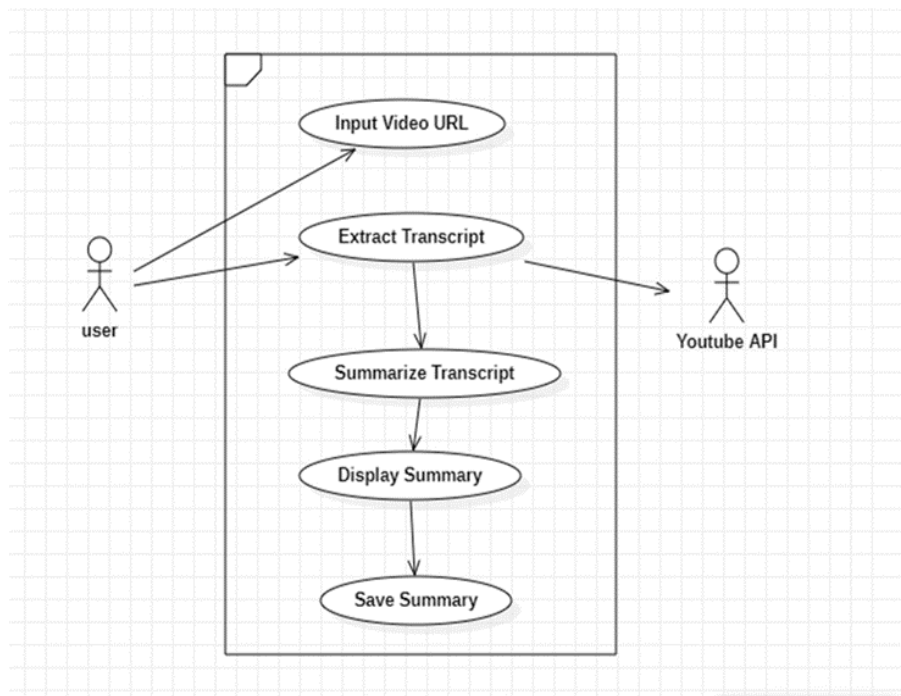 Input Video URL
Extract Transcript
user
Youtube API
Summarize Transcript
Display Summary
Save Summary